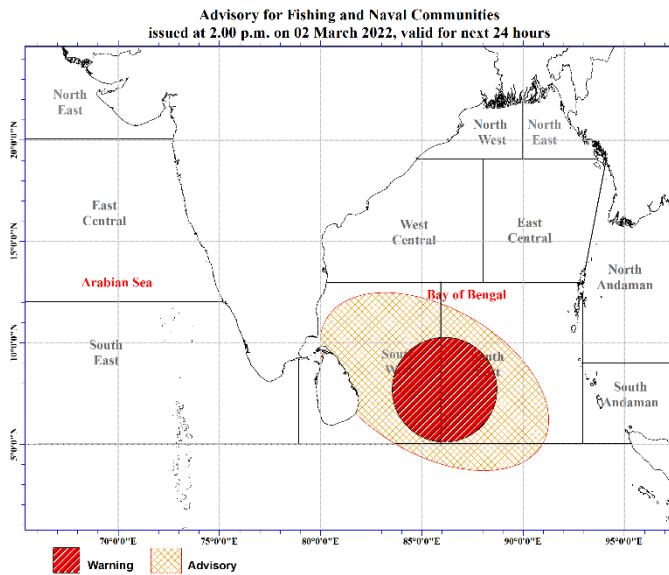 Advisory for Fishing and Naval Communities
issued at 2.00 p.m. on 02 March 2022, valid for next 24 hours
North
East
North
West
North
East
20°0'0"N
East
Central
West
Central
East
Central
15°0'0"N
North
Andaman
Arabian Sea
Bay of Bengal
South
East
10°0'0"N
South
Andaman
5°0'0"N
70°0'0"E
75°0'0"E
80°0'0"E
85°0'0"E
90°0'0"E
95°0'0"E
Warning
Advisory